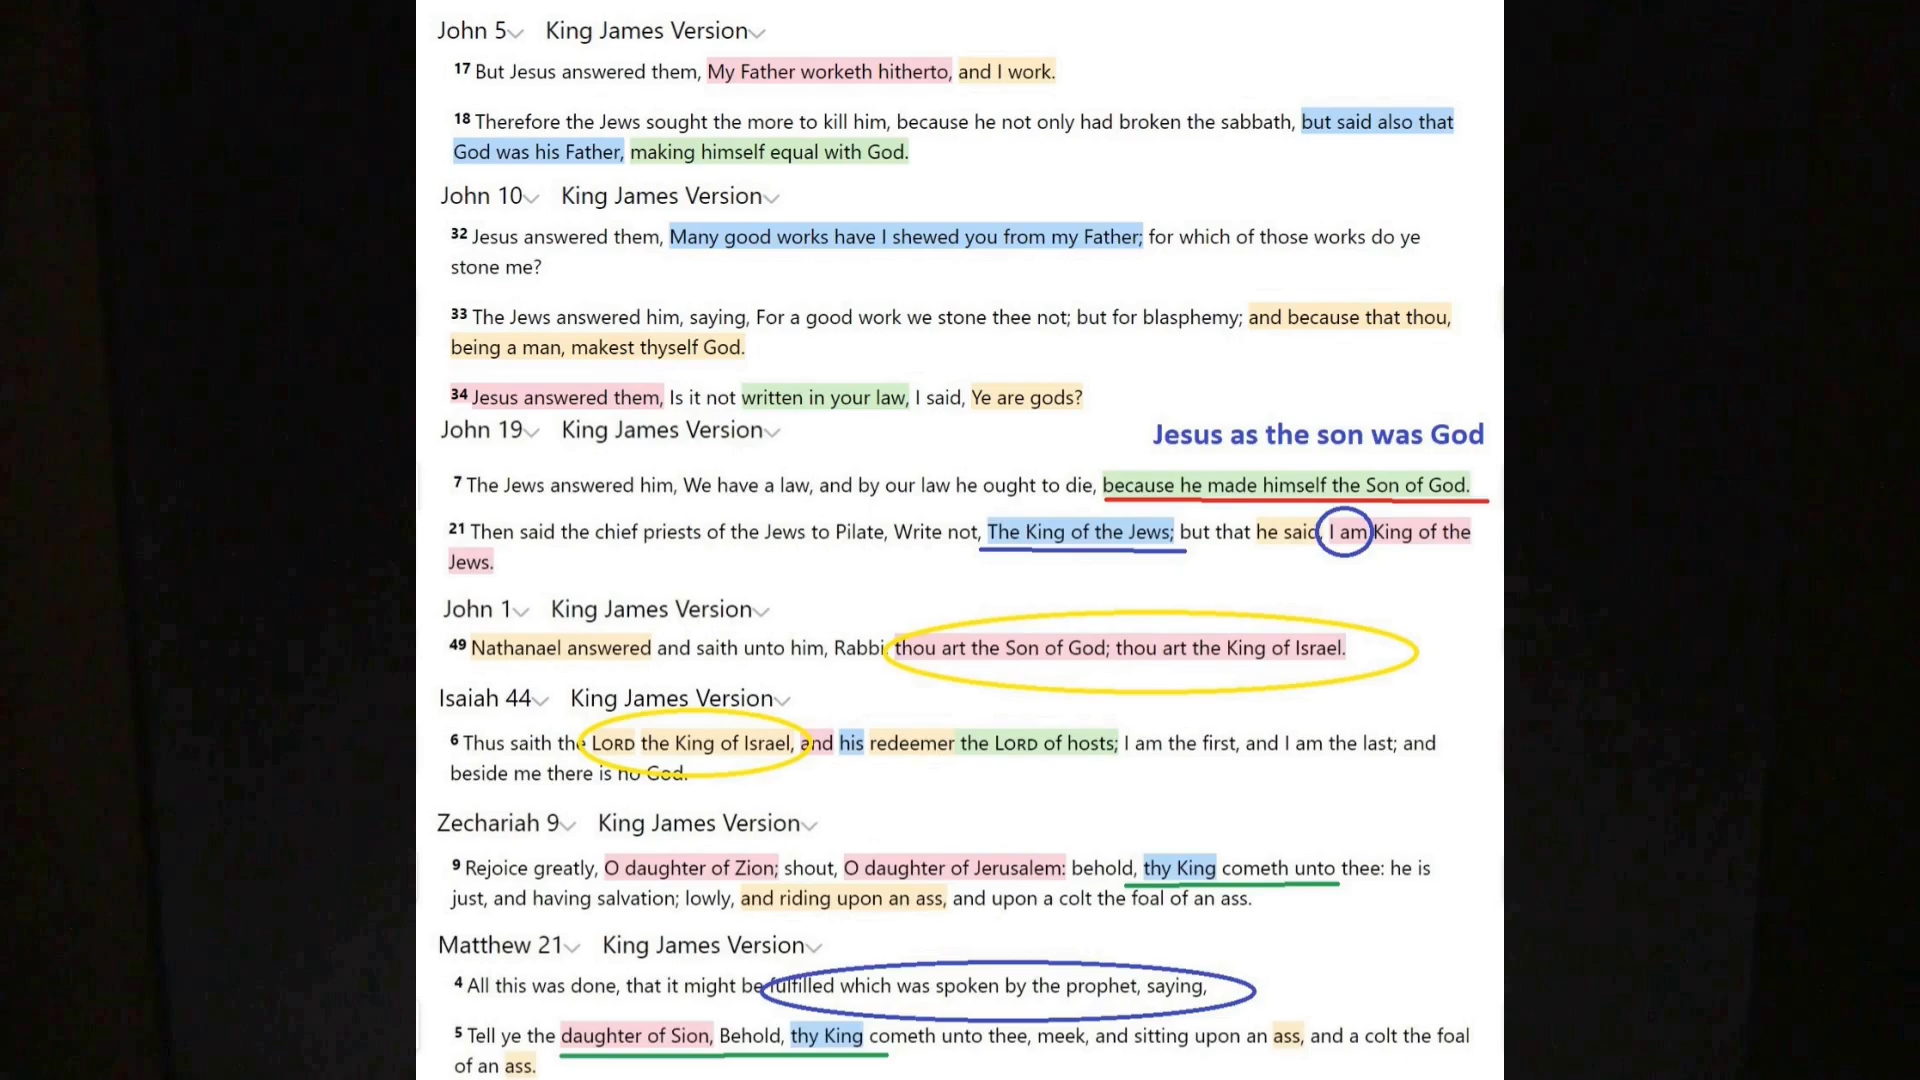 John 5 King James Version
17 But Jesus answered them, My Father worketh hitherto, and I work.
18 Therefore the Jews sought the more to kill him, because he not only had broken the sabbath, but said also that
God was his Father, making himself equal with God.
John 10 King James Version
32 Jesus answered them, Many good works have I shewed you from my Father; for which of those works do ye
stone me?
33 The Jews answered him, saying, For a good work we stone thee not; but for blasphemy; and because that thou,
being a man, makest thyself God.
34 Jesus answered them, Is it not written in your law, I said, Ye are gods?
John 19 King James Version
Jesus as the son was God
7 The Jews answered him, We have a law, and by our law he ought to die, because he made himself the Son of God.
21 Then said the chief priests of the Jews to Pilate, Write not, The King of the Jews; but that he said, I am King of the
Jews.
John 1 King James Version
49 Nathanael answered and saith unto him, Rabbi, thou art the Son of God; thou art the King of Israel.
Isaiah 44 King James Version
6 Thus saith the LORD the King of Israel, and his redeemer the LORD of hosts; I am the first, and I am the last; and
beside me there is no God.
Zechariah 9 King James Version
9 Rejoice greatly, O daughter of Zion; shout, O daughter of Jerusalem: behold, thy King cometh unto thee: he is
just, and having salvation; lowly, and riding upon an ass, and upon a colt the foal of an ass.
Matthew 21 King James Version
4 All this was done, that it might be fulfilled which was spoken by the prophet, saying,
5 Tell ye the daughter of Sion, Behold, thy King cometh unto thee, meek, and sitting upon an ass, and a colt the foal
of an ass.